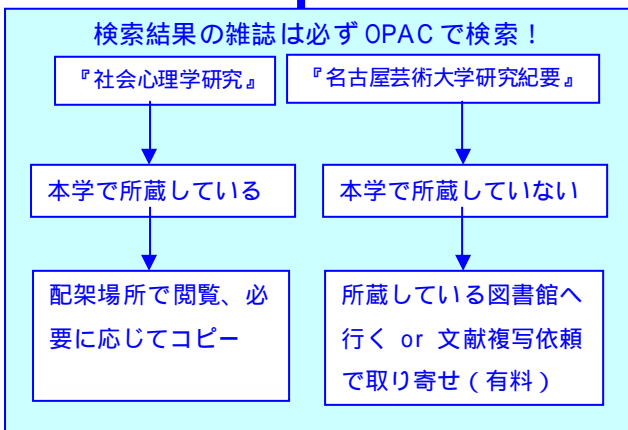 検索結果の雑誌は必ず OPAC で検索！
『社会心理学研究』
『名古屋芸術大学研究紀要』
本学で所蔵している
本学で所蔵していない
配架場所で閲覧、必
要に応じてコピー
所蔵している図書館へ
行く or 文献複写依頼
で取り寄せ（有料）